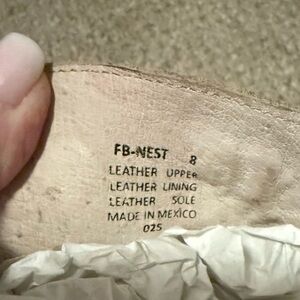 FB-NEST 8
LEATHER UPPER
LEATHER LINING
LEATHER SOLE
MADE IN MEXICO
025